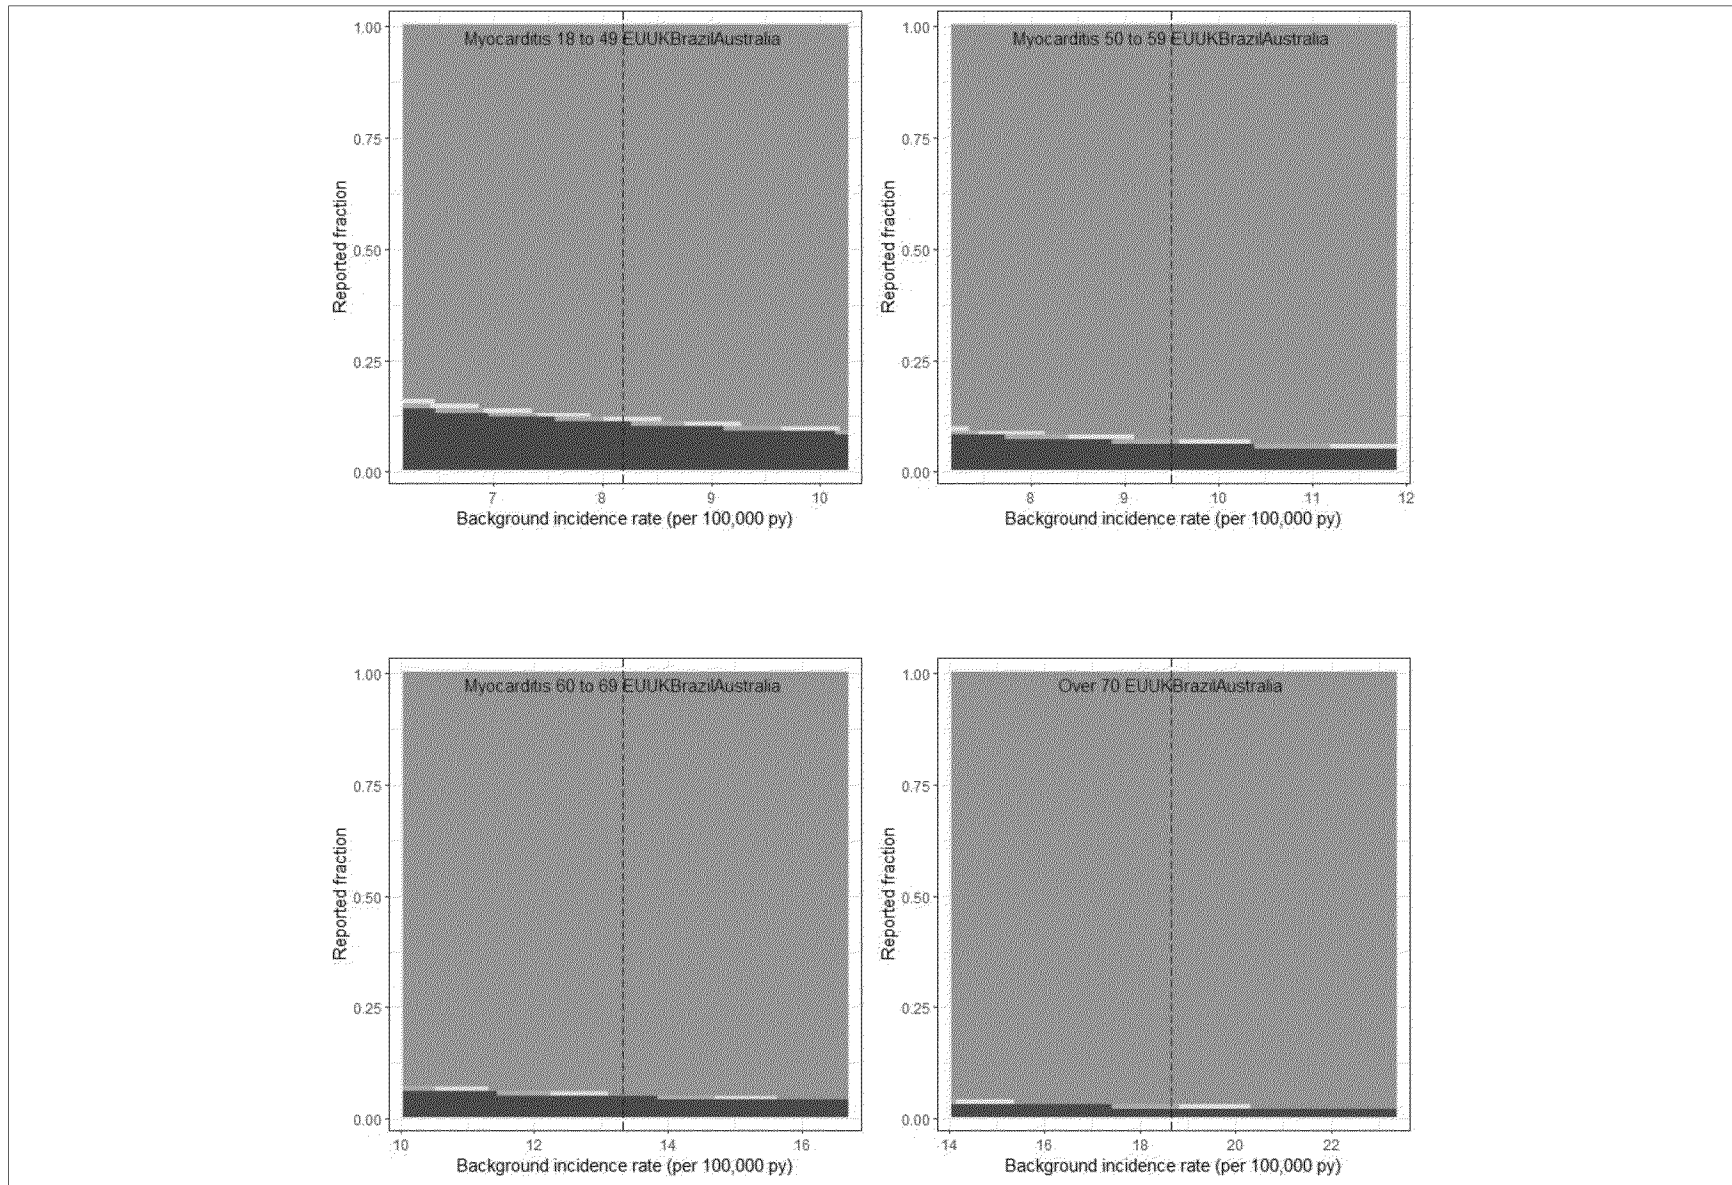 Myocarditis 18 to 49 EUUKBrazilAustralia
1.00
0.75
0.50
0.25
0.00
Reported fraction
7 8 9 10
Background incidence rate (per 100,000 py)
Myocarditis 50 to 59 EUUKBrazilAustralia
1.00
0.75
0.50
0.25
0.00
Reported fraction
8 9 10 11 12
Background incidence rate (per 100,000 py)
Myocarditis 60 to 69 EUUKBrazilAustralia
1.00
0.75
0.50
0.25
0.00
Reported fraction
10 12 14 16
Background incidence rate (per 100,000 py)
Over 70 EUUKBrazilAustralia
1.00
0.75
0.50
0.25
0.00
Reported fraction
14 16 18 20 22
Background incidence rate (per 100,000 py)